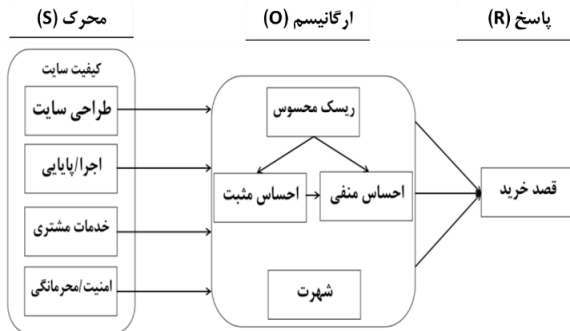 محرک (S)
ارگانیسم (O)
پاسخ (R)
کیفیت سایت
طراحی سایت
اجرا/پایایی
خدمات مشتری
امنیت/محرمانگی
ریسک محسوس
احساس مثبت
احساس منفی
شهرت
قصد خرید